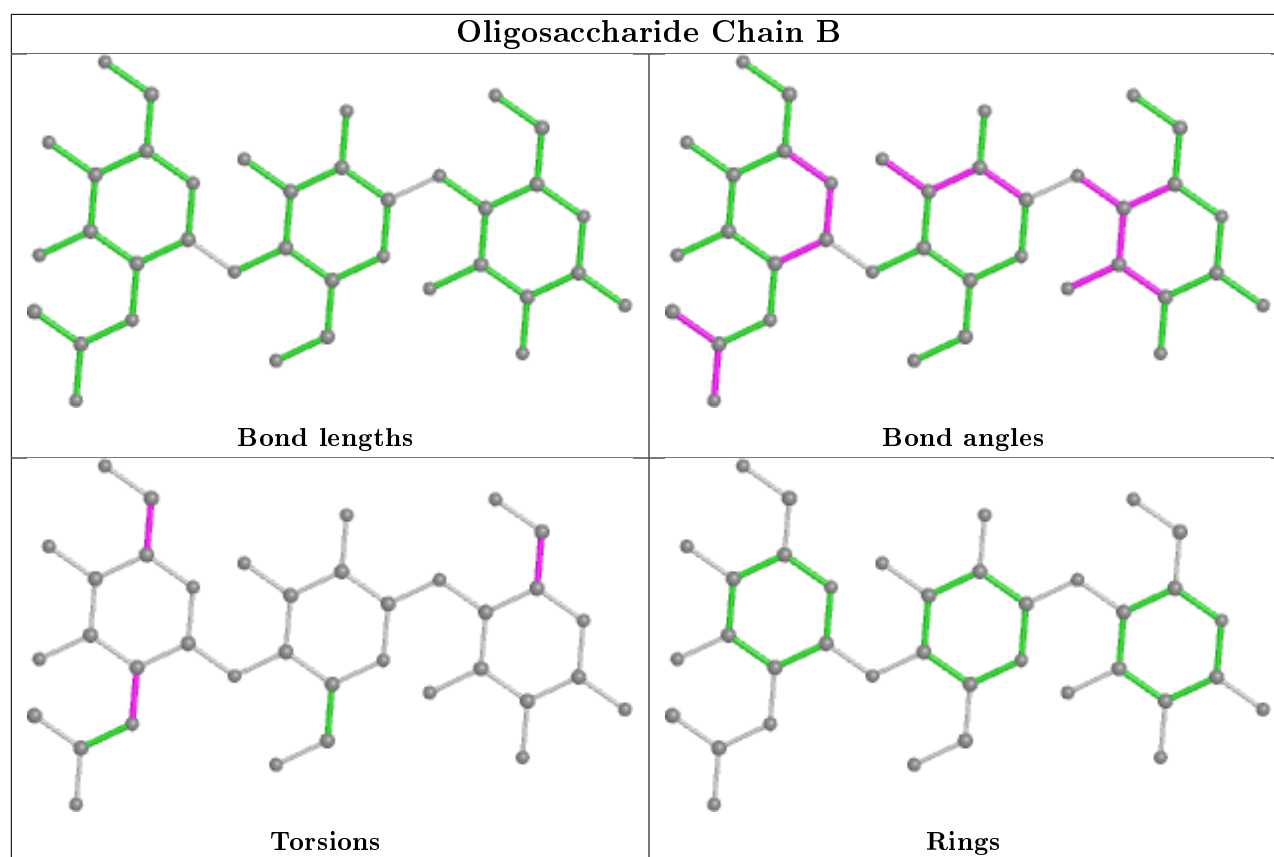 Oligosaccharide Chain B
Bond lengths
Bond angles
Torsions
Rings